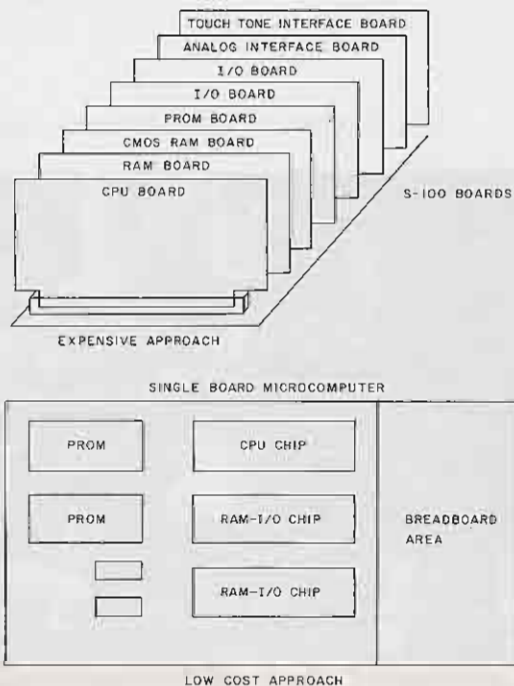 TOUCH TONE INTERFACE BOARD
ANALOG INTERFACE BOARD
I/O BOARD
I/O BOARD
PROM BOARD
CMOS RAM BOARD
RAM BOARD
CPU BOARD
S-100 BOARDS
EXPENSIVE APPROACH
SINGLE BOARD MICROCOMPUTER
PROM
CPU CHIP
PROM
RAM-I/O CHIP
BREADBOARD
AREA
RAM-I/O CHIP
LOW COST APPROACH